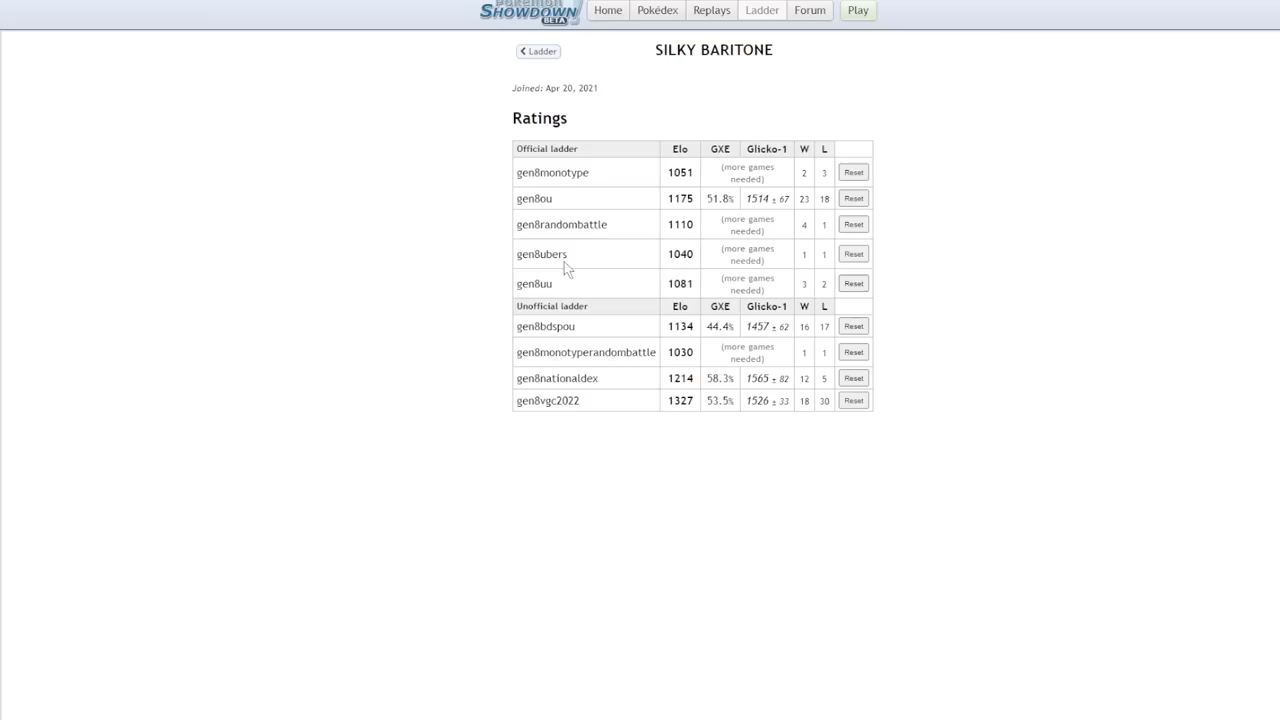 Pokémon
SHOWDOWN
BETA
Home Pokédex Replays Ladder Forum Play
Ladder
SILKY BARITONE
Joined: Apr 20, 2021
Ratings
Official ladder Elo GXE Glicko-1 W L
gen8monotype 1051 (more games needed) 2 3 Reset
gen8ou 1175 51.8% 1514 ± 67 23 18 Reset
gen8randombattle 1110 (more games needed) 4 1 Reset
gen8ubers 1040 (more games needed) 1 1 Reset
gen8uu 1081 (more games needed) 3 2 Reset
Unofficial ladder Elo GXE Glicko-1 W L
gen8bdspou 1134 44.4% 1457 ± 62 16 17 Reset
gen8monotyperandombattle 1030 (more games needed) 1 1 Reset
gen8nationaldex 1214 58.3% 1565 ± 82 12 5 Reset
gen8vgc2022 1327 53.5% 1526 ± 33 18 30 Reset